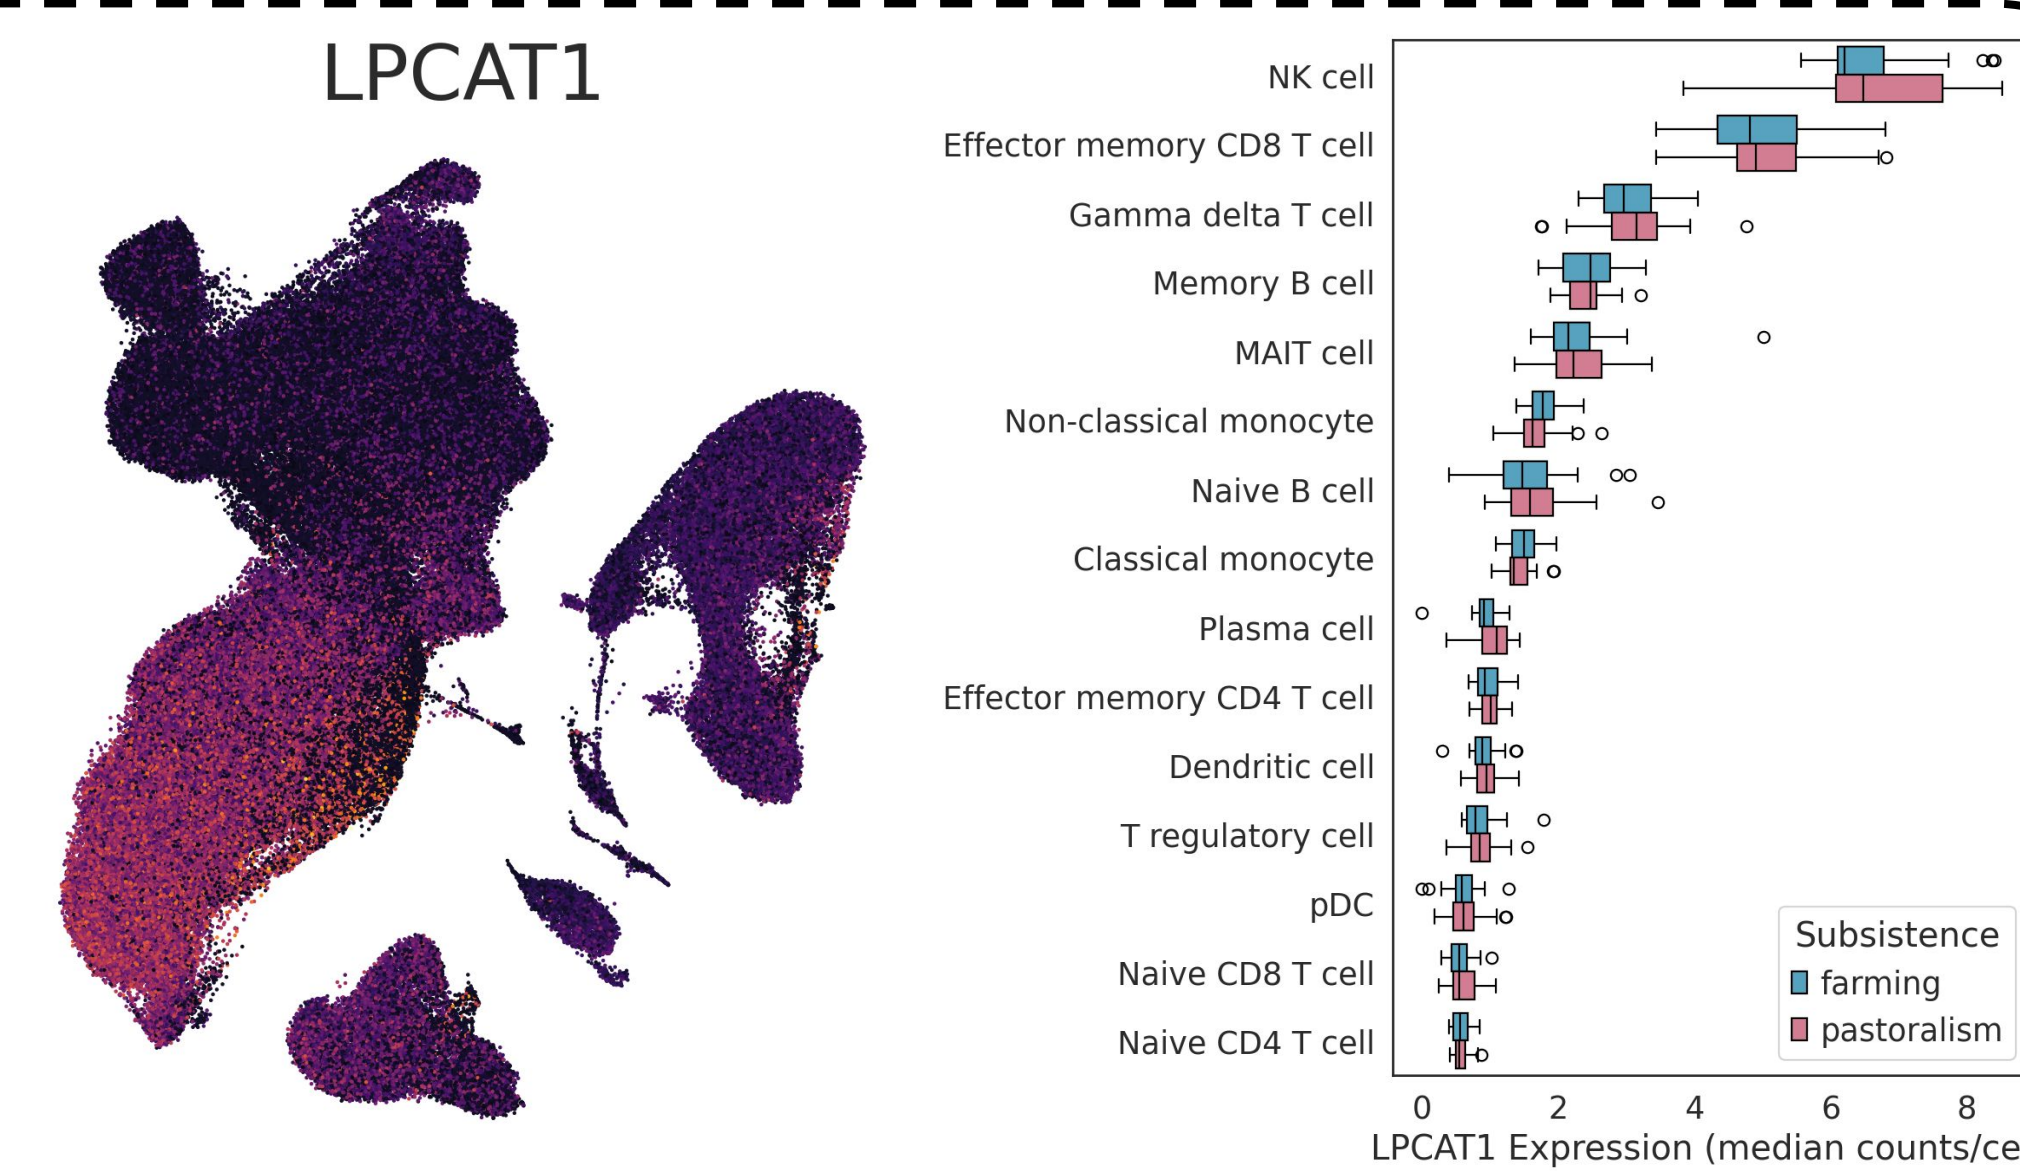 LPCAT1
NK cell
Effector memory CD8 T cell
Gamma delta T cell
Memory B cell
MAIT cell
Non-classical monocyte
Naive B cell
Classical monocyte
Plasma cell
Effector memory CD4 T cell
Dendritic cell
T regulatory cell
pDC
Naive CD8 T cell
Naive CD4 T cell
Subsistence
farming
pastoralism
0 2 4 6 8
LPCAT1 Expression (median counts/ce